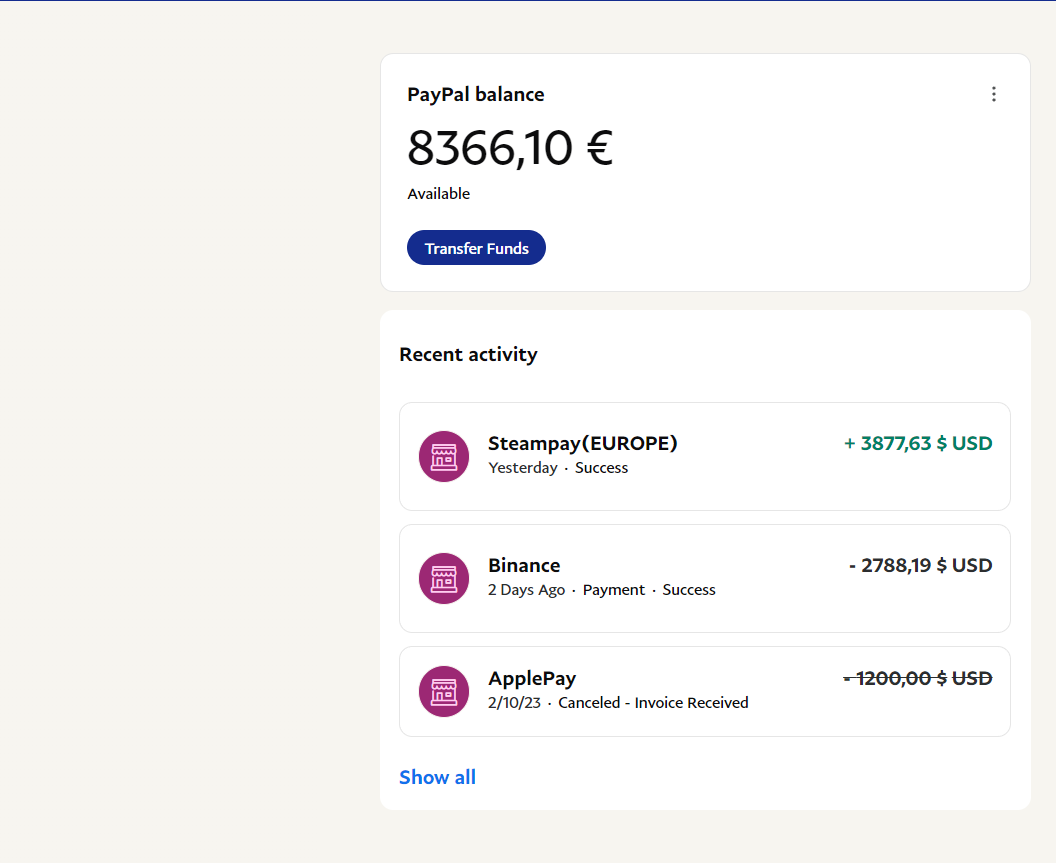 PayPal balance
8366,10 €
Available
Transfer Funds
Recent activity
Steampay(EUROPE)
+ 3877,63 $ USD
Yesterday · Success
Binance
- 2788,19 $ USD
2 Days Ago · Payment · Success
ApplePay
- 1200,00 $ USD
2/10/23 · Canceled - Invoice Received
Show all